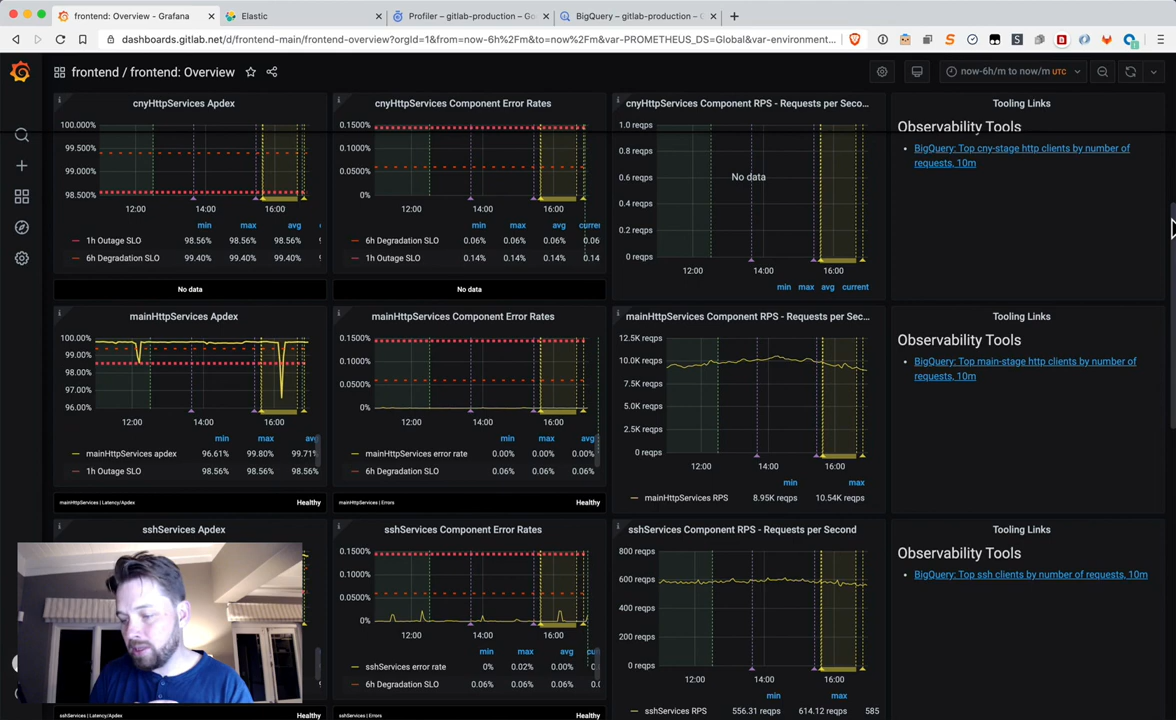 frontend: Overview - Grafana
Elastic
Profiler – gitlab-production – Go
BigQuery – gitlab-production –
dashboards.gitlab.net/d/frontend-main/frontend-overview?orgId=1&from=now-6h%2Fm&to=now%2Fm&var-PROMETHEUS_DS=Global&var-environment...
frontend / frontend: Overview
now-6h/m to now/m UTC
cnyHttpServices Apdex
100.000%
99.500%
99.000%
98.500%
12:00 14:00 16:00
min max avg
1h Outage SLO 98.56% 98.56% 98.56%
6h Degradation SLO 99.40% 99.40% 99.40%
No data
cnyHttpServices Component Error Rates
0.1500%
0.1000%
0.0500%
0%
12:00 14:00 16:00
min max avg curre
6h Degradation SLO 0.06% 0.06% 0.06% 0.06
1h Outage SLO 0.14% 0.14% 0.14% 0.14
No data
cnyHttpServices Component RPS - Requests per Seco...
1.0 reqps
0.8 reqps
0.6 reqps
0.4 reqps
0.2 reqps
0 reqps
No data
12:00 14:00 16:00
min max avg current
Tooling Links
Observability Tools
BigQuery: Top cny-stage http clients by number of
requests, 10m
mainHttpServices Apdex
100.00%
99.00%
98.00%
97.00%
96.00%
12:00 14:00 16:00
min max avg
mainHttpServices apdex 96.61% 99.80% 99.71%
1h Outage SLO 98.56% 98.56% 98.56%
mainHttpServices | Latency/Apdex Healthy
mainHttpServices Component Error Rates
0.1500%
0.1000%
0.0500%
0%
12:00 14:00 16:00
min max avg
mainHttpServices error rate 0.00% 0.00% 0.00%
6h Degradation SLO 0.06% 0.06% 0.06%
mainHttpServices | Errors Healthy
mainHttpServices Component RPS - Requests per Sec...
12.5K reqps
10.0K reqps
7.5K reqps
5.0K reqps
2.5K reqps
0 reqps
12:00 14:00 16:00
min max
mainHttpServices RPS 8.95K reqps 10.54K reqps
Tooling Links
Observability Tools
BigQuery: Top main-stage http clients by number of
requests, 10m
sshServices Apdex
sshServices | Latency/Apdex Healthy
sshServices Component Error Rates
0.1500%
0.1000%
0.0500%
0%
12:00 14:00 16:00
min max avg cu
sshServices error rate 0% 0.02% 0.00% 0.
6h Degradation SLO 0.06% 0.06% 0.06% 0.0
sshServices | Errors Healthy
sshServices Component RPS - Requests per Second
800 reqps
600 reqps
400 reqps
200 reqps
0 reqps
12:00 14:00 16:00
min max
sshServices RPS 556.31 reqps 614.12 reqps 585
Tooling Links
Observability Tools
BigQuery: Top ssh clients by number of requests, 10m